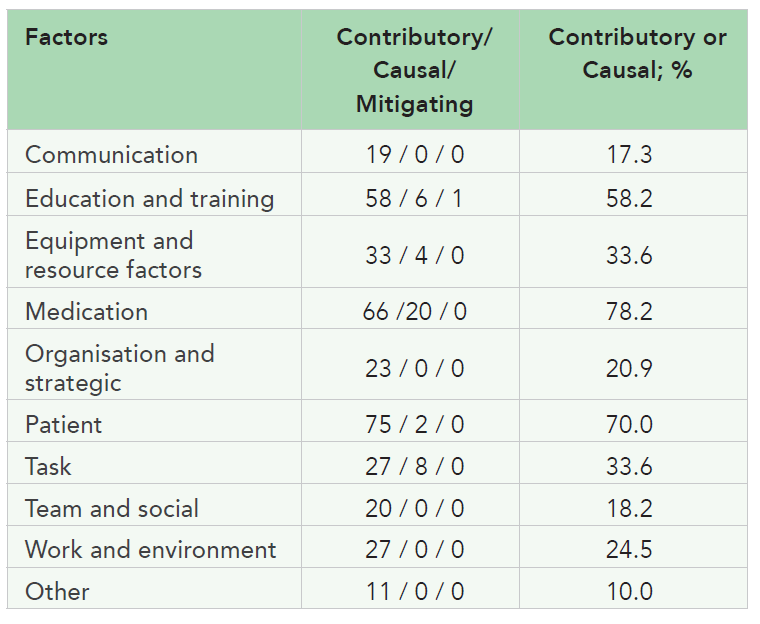 Factors Contributory/ Contributory or
Causal/ Causal; %
Mitigating
Communication 19 / 0 / 0 17.3
Education and training 58 / 6 / 1 58.2
Equipment and
resource factors 33 / 4 / 0 33.6
Medication 66 /20 / 0 78.2
Organisation and
strategic 23 / 0 / 0 20.9
Patient 75 / 2 / 0 70.0
Task 27 / 8 / 0 33.6
Team and social 20 / 0 / 0 18.2
Work and environment 27 / 0 / 0 24.5
Other 11 / 0 / 0 10.0